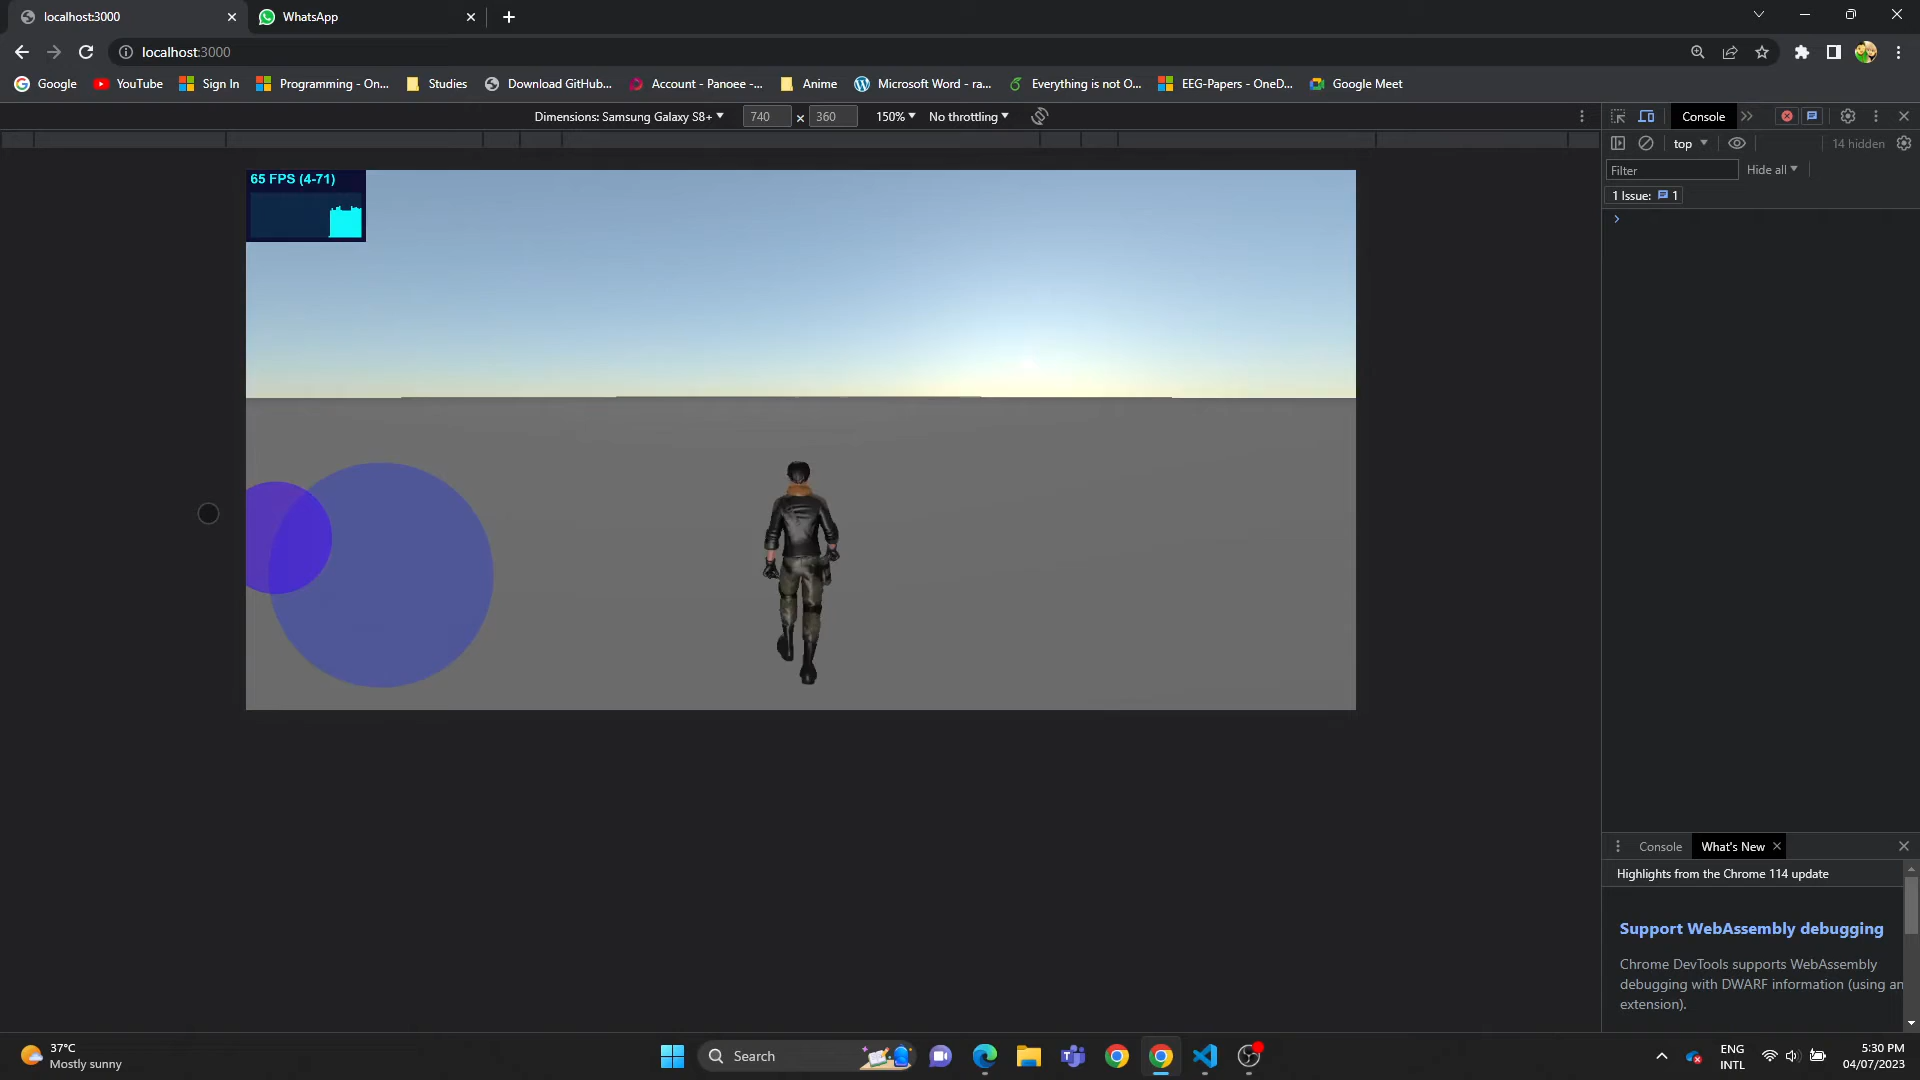 localhost:3000
WhatsApp
localhost:3000
Google
YouTube
Sign In
Programming - On...
Studies
Download GitHub...
Account - Panoee -...
Anime
Microsoft Word - ra...
Everything is not O...
EEG-Papers - OneD...
Google Meet
Dimensions: Samsung Galaxy S8+
740 × 360
150%
No throttling
Console
top
14 hidden
Filter
Hide all
1 Issue: 1
65 FPS (4-71)
Console
What's New
Highlights from the Chrome 114 update
Support WebAssembly debugging
Chrome DevTools supports WebAssembly
debugging with DWARF information (using an
extension).
37°C
Mostly sunny
Search
ENG
INTL
5:30 PM
04/07/2023